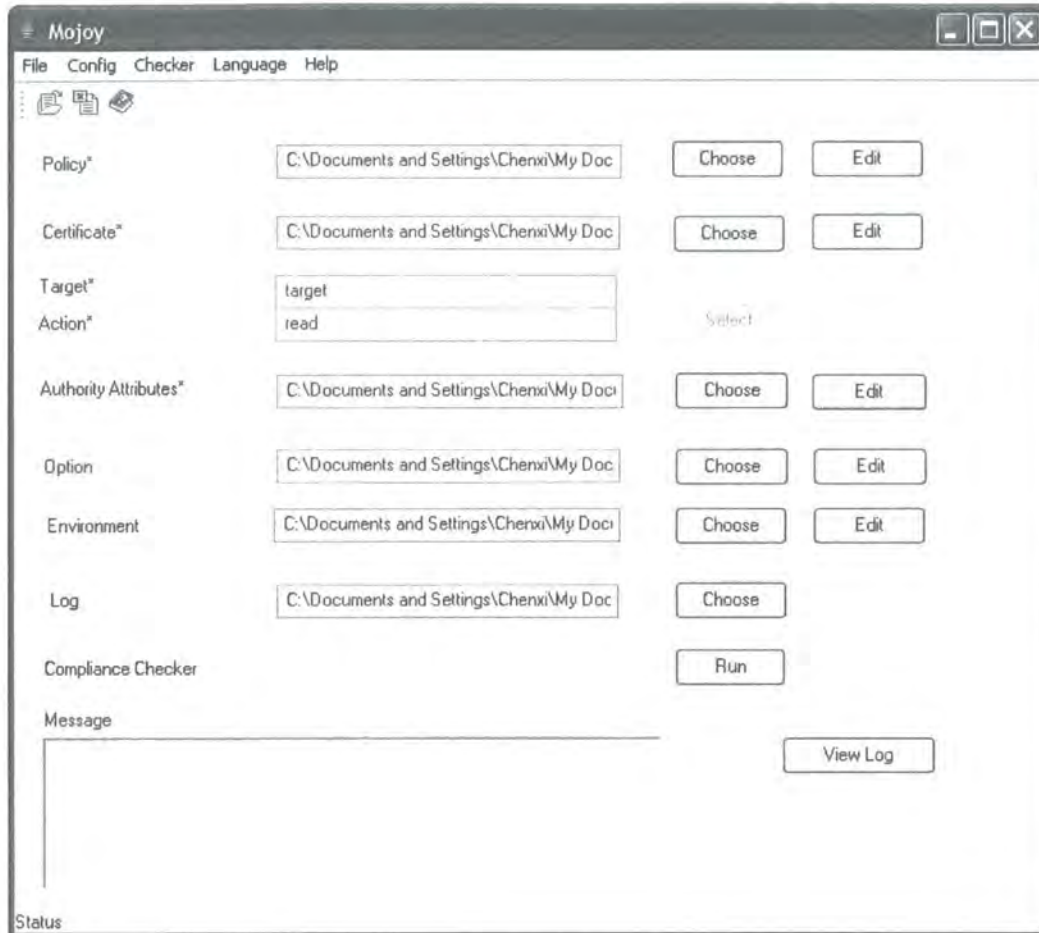 Mojoy
File Config Checker Language Help
Policy* C:\Documents and Settings\Chenxi\My Doc Choose Edit
Certificate* C:\Documents and Settings\Chenxi\My Doc Choose Edit
Target* target
Action* read Select
Authority Attributes* C:\Documents and Settings\Chenxi\My Doc Choose Edit
Option C:\Documents and Settings\Chenxi\My Doc Choose Edit
Environment C:\Documents and Settings\Chenxi\My Doc Choose Edit
Log C:\Documents and Settings\Chenxi\My Doc Choose
Compliance Checker Run
Message
View Log
Status